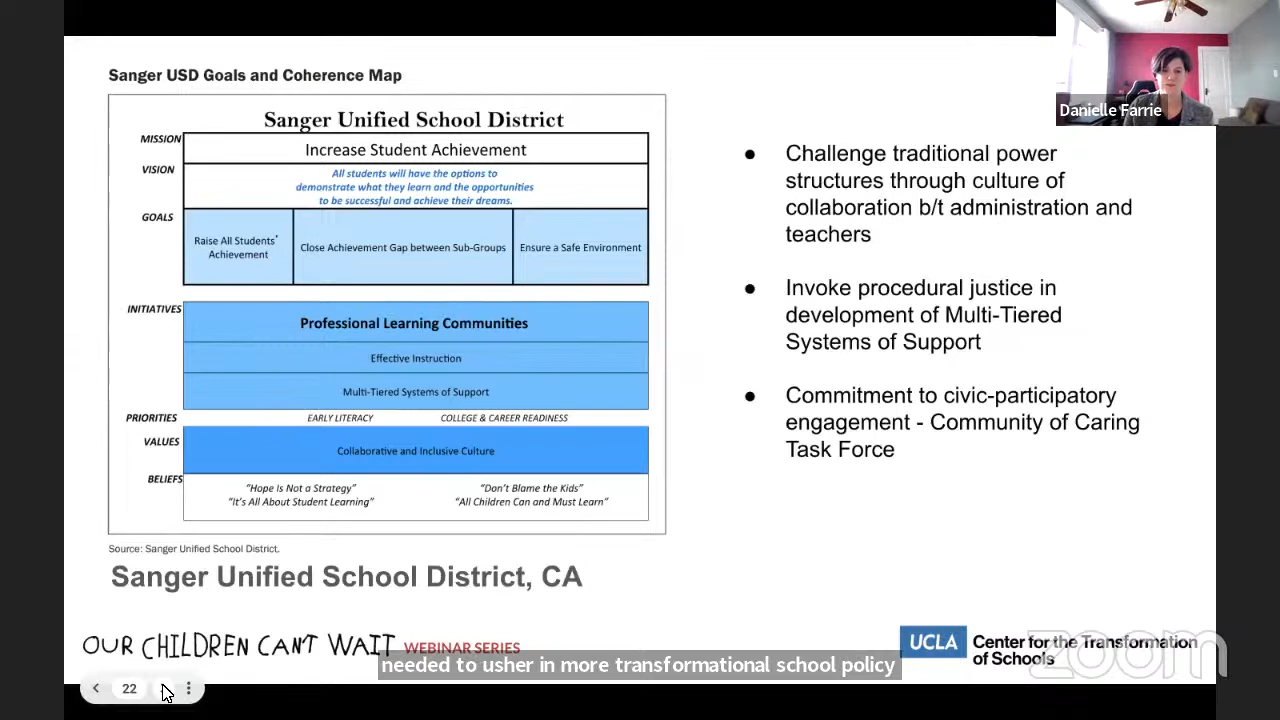 Sanger USD Goals and Coherence Map
Sanger Unified School District
MISSION
Increase Student Achievement
VISION
All students will have the options to
demonstrate what they learn and the opportunities
to be successful and achieve their dreams.
GOALS
Raise All Students'
Achievement
Close Achievement Gap between Sub-Groups
Ensure a Safe Environment
INITIATIVES
Professional Learning Communities
Effective Instruction
Multi-Tiered Systems of Support
PRIORITIES
EARLY LITERACY
COLLEGE & CAREER READINESS
VALUES
Collaborative and Inclusive Culture
BELIEFS
“Hope Is Not a Strategy”
“It’s All About Student Learning”
“Don’t Blame the Kids”
“All Children Can and Must Learn”
Source: Sanger Unified School District.
Sanger Unified School District, CA
Danielle Farrie
● Challenge traditional power
structures through culture of
collaboration b/t administration and
teachers
● Invoke procedural justice in
development of Multi-Tiered
Systems of Support
● Commitment to civic-participatory
engagement - Community of Caring
Task Force
OUR CHILDREN CAN'T WAIT WEBINAR SERIES
UCLA Center for the Transformation
of Schools
zoom
needed to usher in more transformational school policy
22